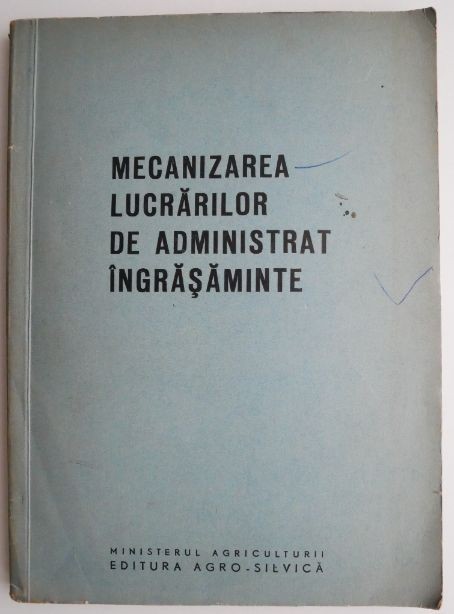 MECANIZAREA
LUCRĂRILOR
DE ADMINISTRAT
ÎNGRĂŞĂMINTE
MINISTERUL AGRICULTURII
EDITURA AGRO-SILVICĂ